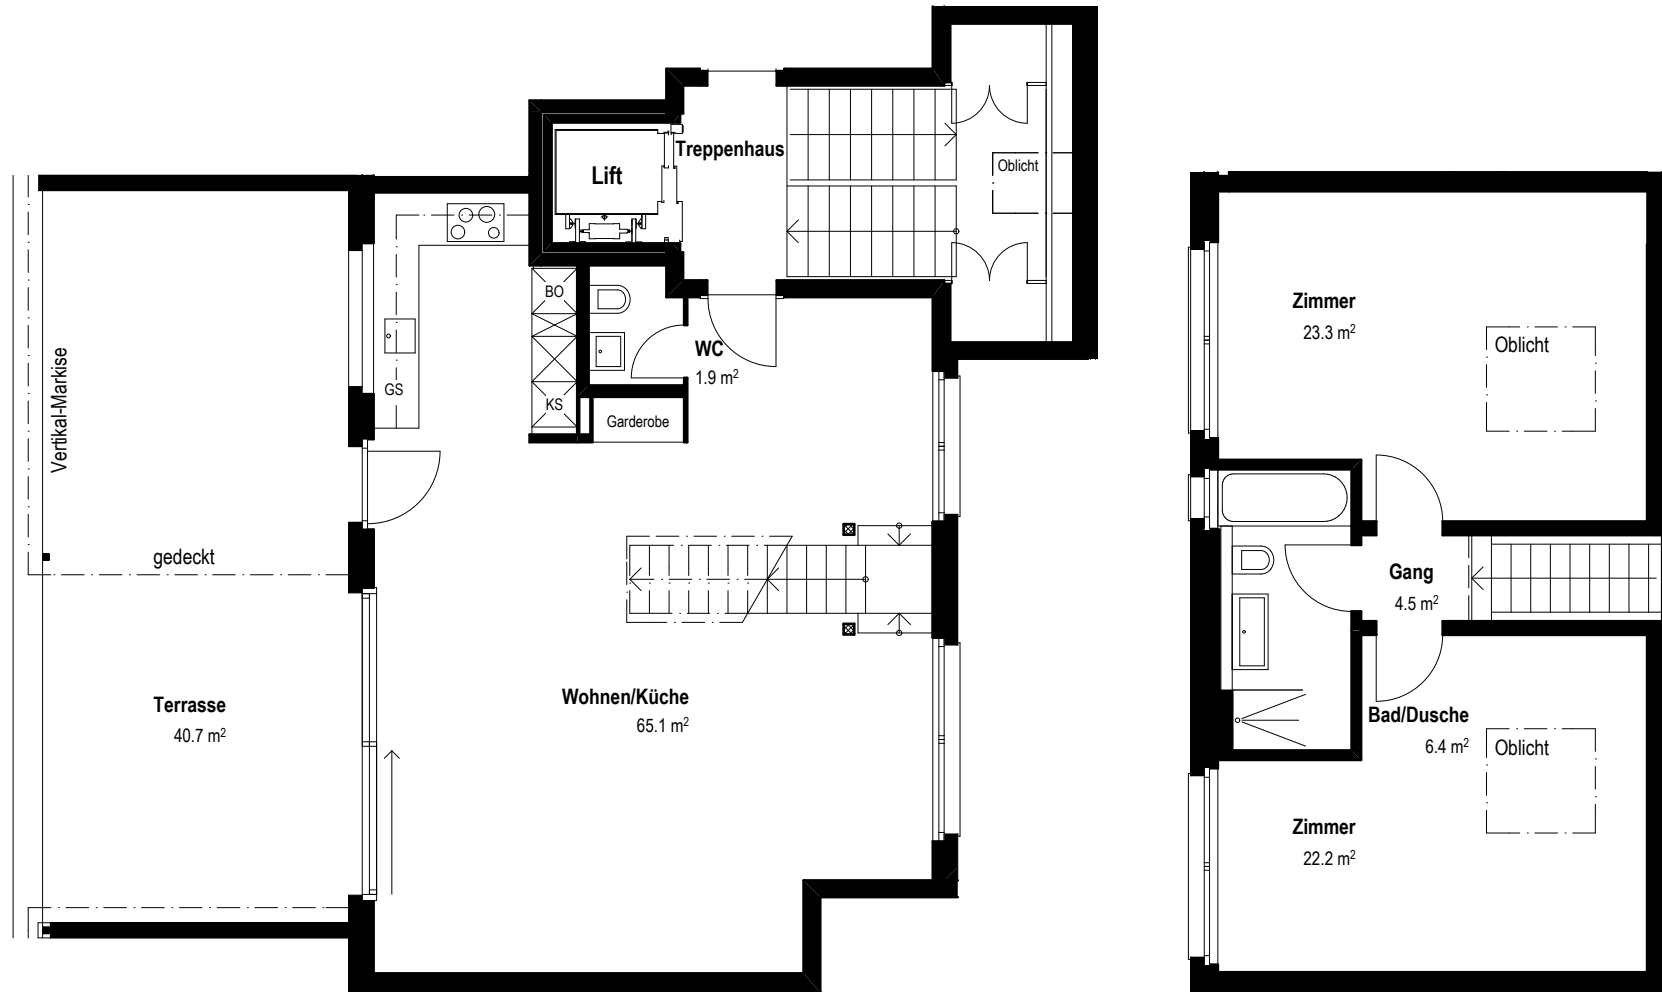 Treppenhaus
Lift
Oblicht
BO
WC
1.9 m²
GS
KS
Garderobe
Vertikal-Markise
gedeckt
Terrasse
40.7 m²
Wohnen/Küche
65.1 m²
Zimmer
23.3 m²
Oblicht
Gang
4.5 m²
Bad/Dusche
6.4 m²
Oblicht
Zimmer
22.2 m²